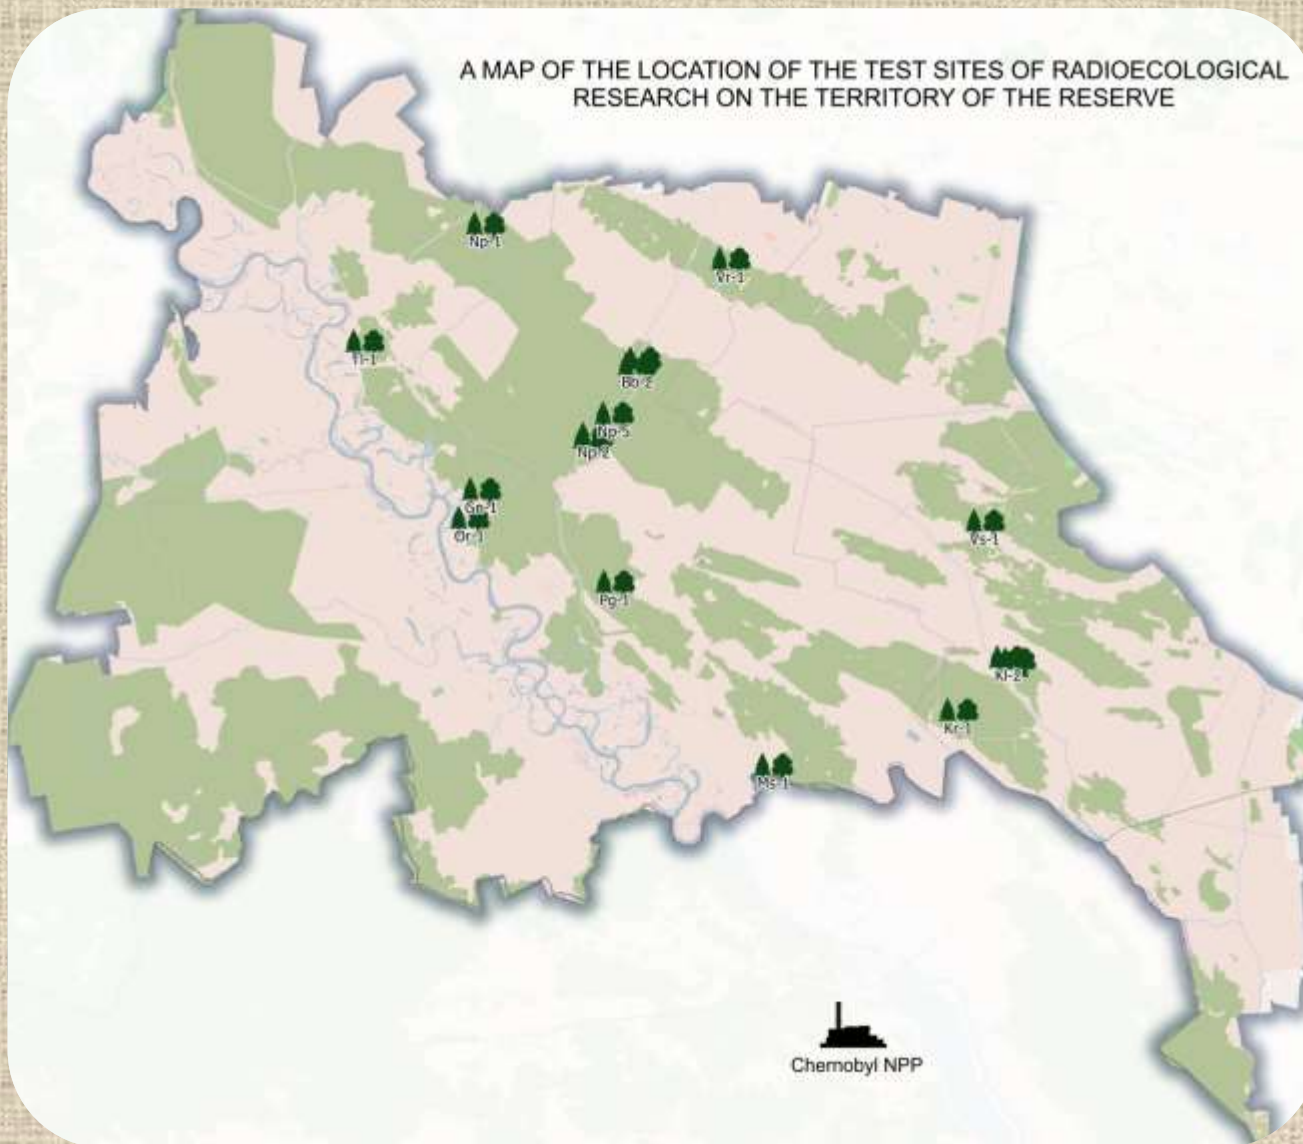 A MAP OF THE LOCATION OF THE TEST SITES OF RADIOECOLOGICAL
RESEARCH ON THE TERRITORY OF THE RESERVE
Np-1
Vr-1
Tl-1
Bb-2
Np-5
Np-2
Gn-1
Or-1
Vs-1
Pg-1
Kl-2
Kr-1
Ms-1
Chernobyl NPP